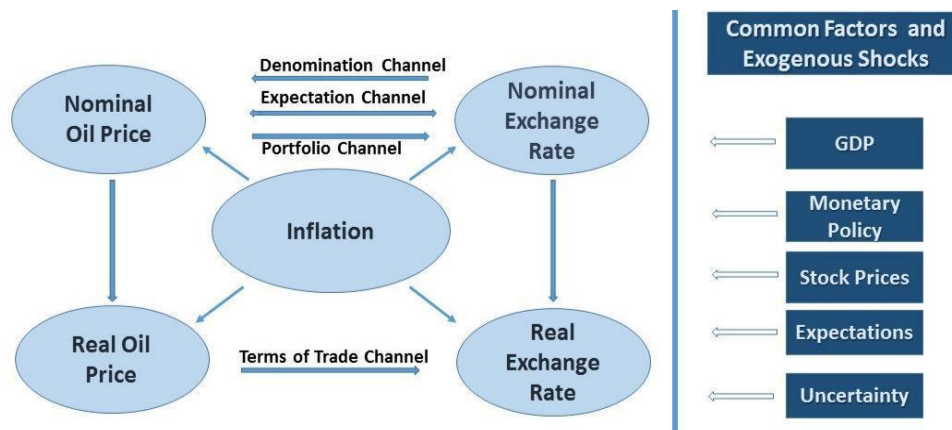 Denomination Channel
Expectation Channel
Portfolio Channel
Nominal
Oil Price
Nominal
Exchange
Rate
Inflation
Real Oil
Price
Terms of Trade Channel
Real
Exchange
Rate
Common Factors and
Exogenous Shocks
GDP
Monetary
Policy
Stock Prices
Expectations
Uncertainty